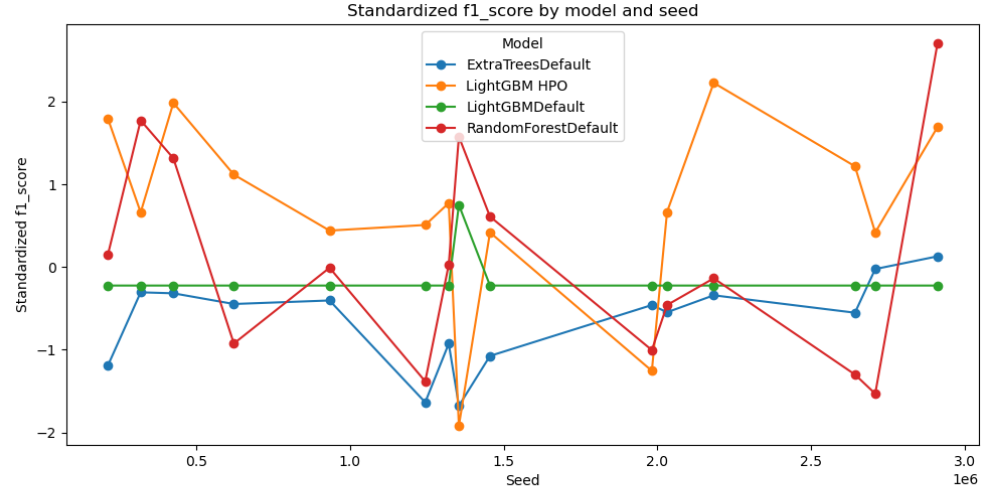 Standardized f1_score by model and seed
Model
ExtraTreesDefault
LightGBM HPO
LightGBMDefault
RandomForestDefault
Standardized f1_score
2
1
0
−1
−2
0.5 1.0 1.5 2.0 2.5 3.0
1e6
Seed